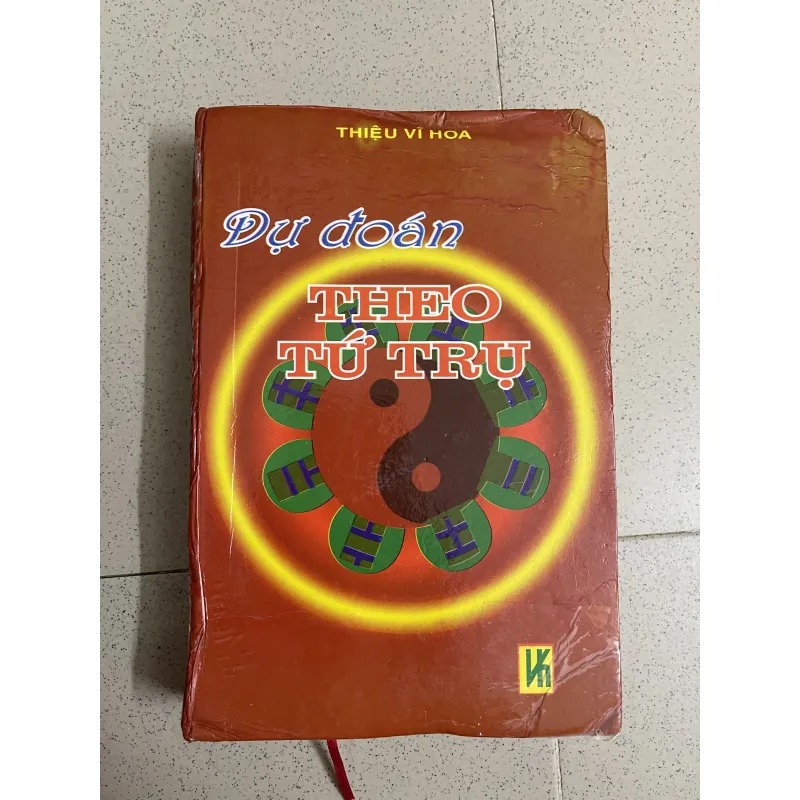 THIỆU VĨ HOA
Dự đoán
THEO
TỨ TRỤ